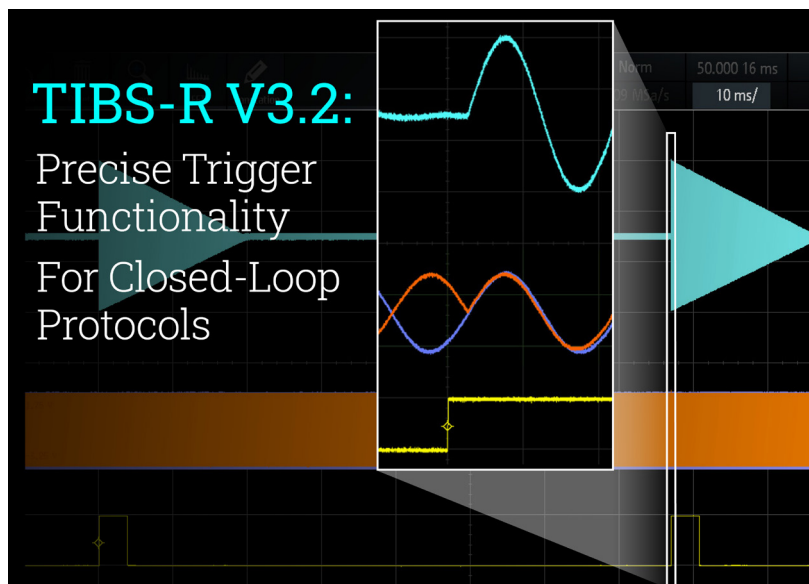 TIBS-R V3.2:
Precise Trigger
Functionality
For Closed-Loop
Protocols
Norm
50.000 16 ms
10 ms/